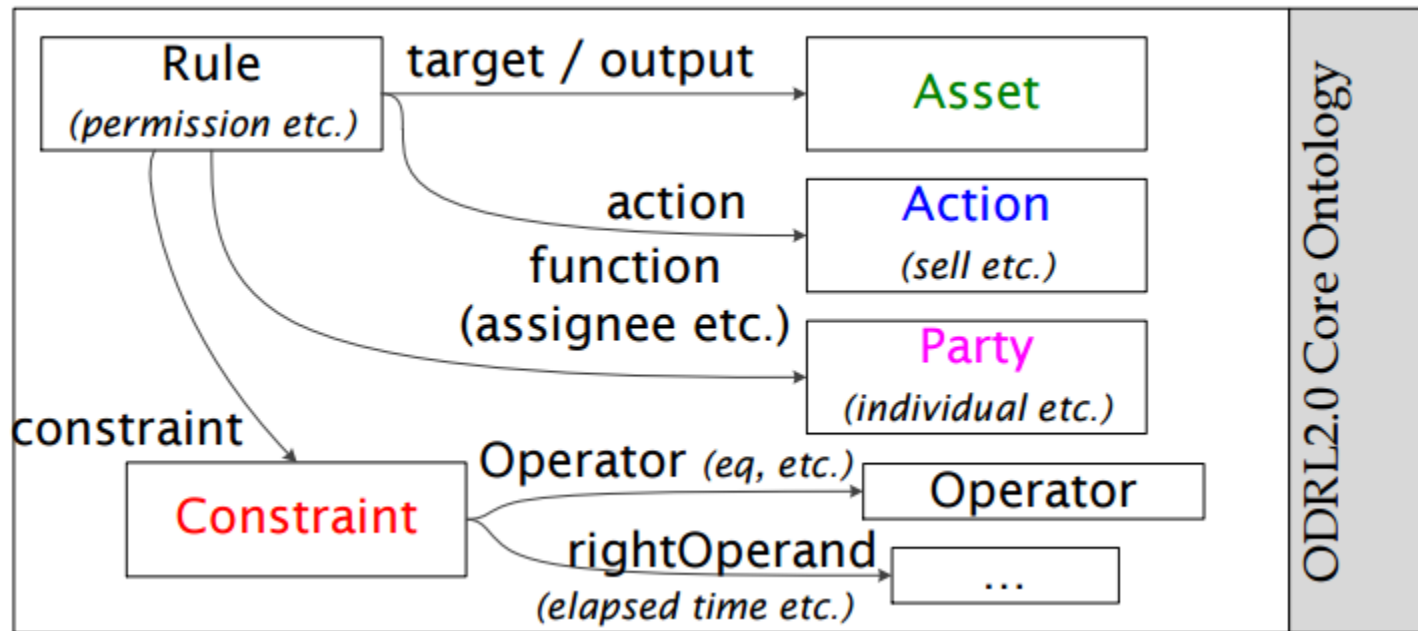 Rule
(permission etc.)
target / output
Asset
action
Action
(sell etc.)
function
(assignee etc.)
Party
(individual etc.)
constraint
Constraint
Operator (eq, etc.)
Operator
rightOperand
(elapsed time etc.)
...
ODRL2.0 Core Ontology